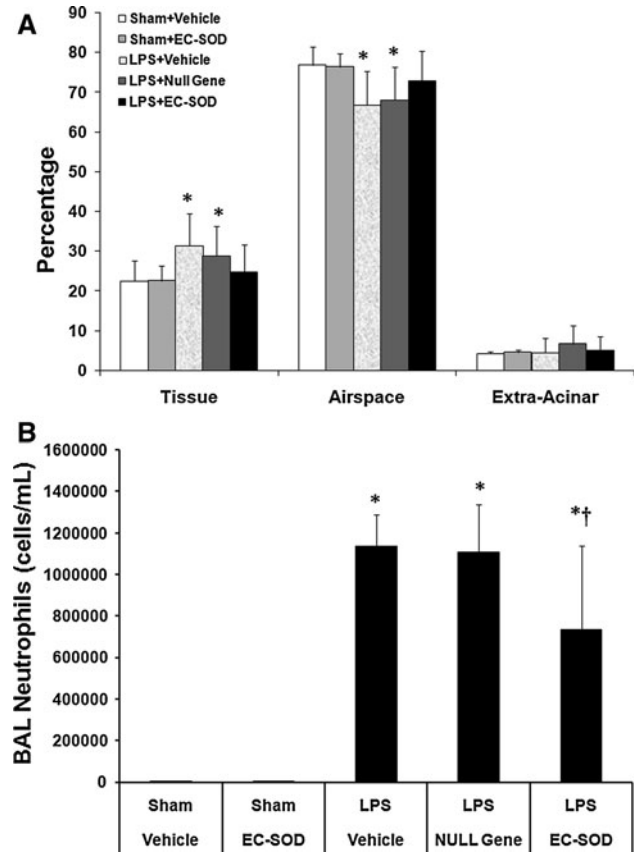 A
Sham+Vehicle
Sham+EC-SOD
LPS+Vehicle
LPS+Null Gene
LPS+EC-SOD
Percentage
90
80
70
60
50
40
30
20
10
0
* * * *
Tissue Airspace Extra-Acinar
B
BAL Neutrophils (cells/mL)
1600000
1400000
1200000
1000000
800000
600000
400000
200000
0
* * *†
Sham Sham LPS LPS LPS
Vehicle EC-SOD Vehicle NULL Gene EC-SOD